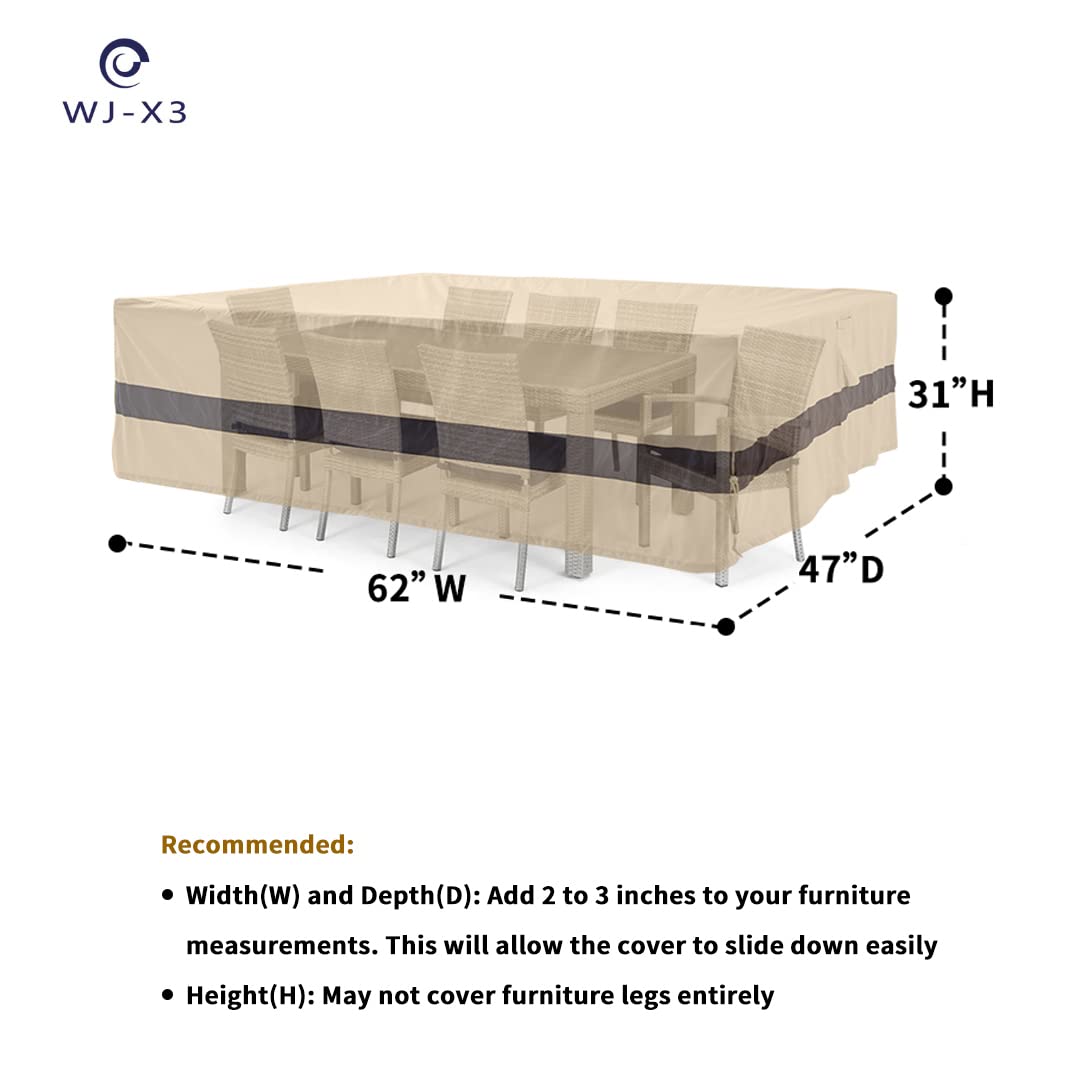 WJ-X3
31”H
47”D
62” W
Recommended:
• Width(W) and Depth(D): Add 2 to 3 inches to your furniture
measurements. This will allow the cover to slide down easily
• Height(H): May not cover furniture legs entirely